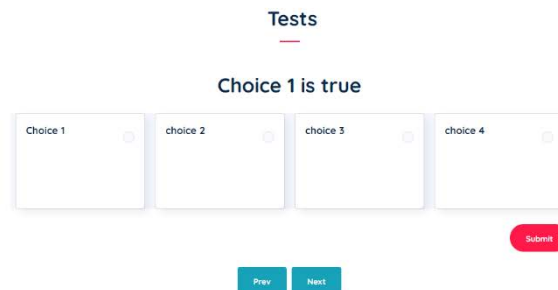 Tests
Choice 1 is true
Choice 1 choice 2 choice 3 choice 4
Submit
Prev Next